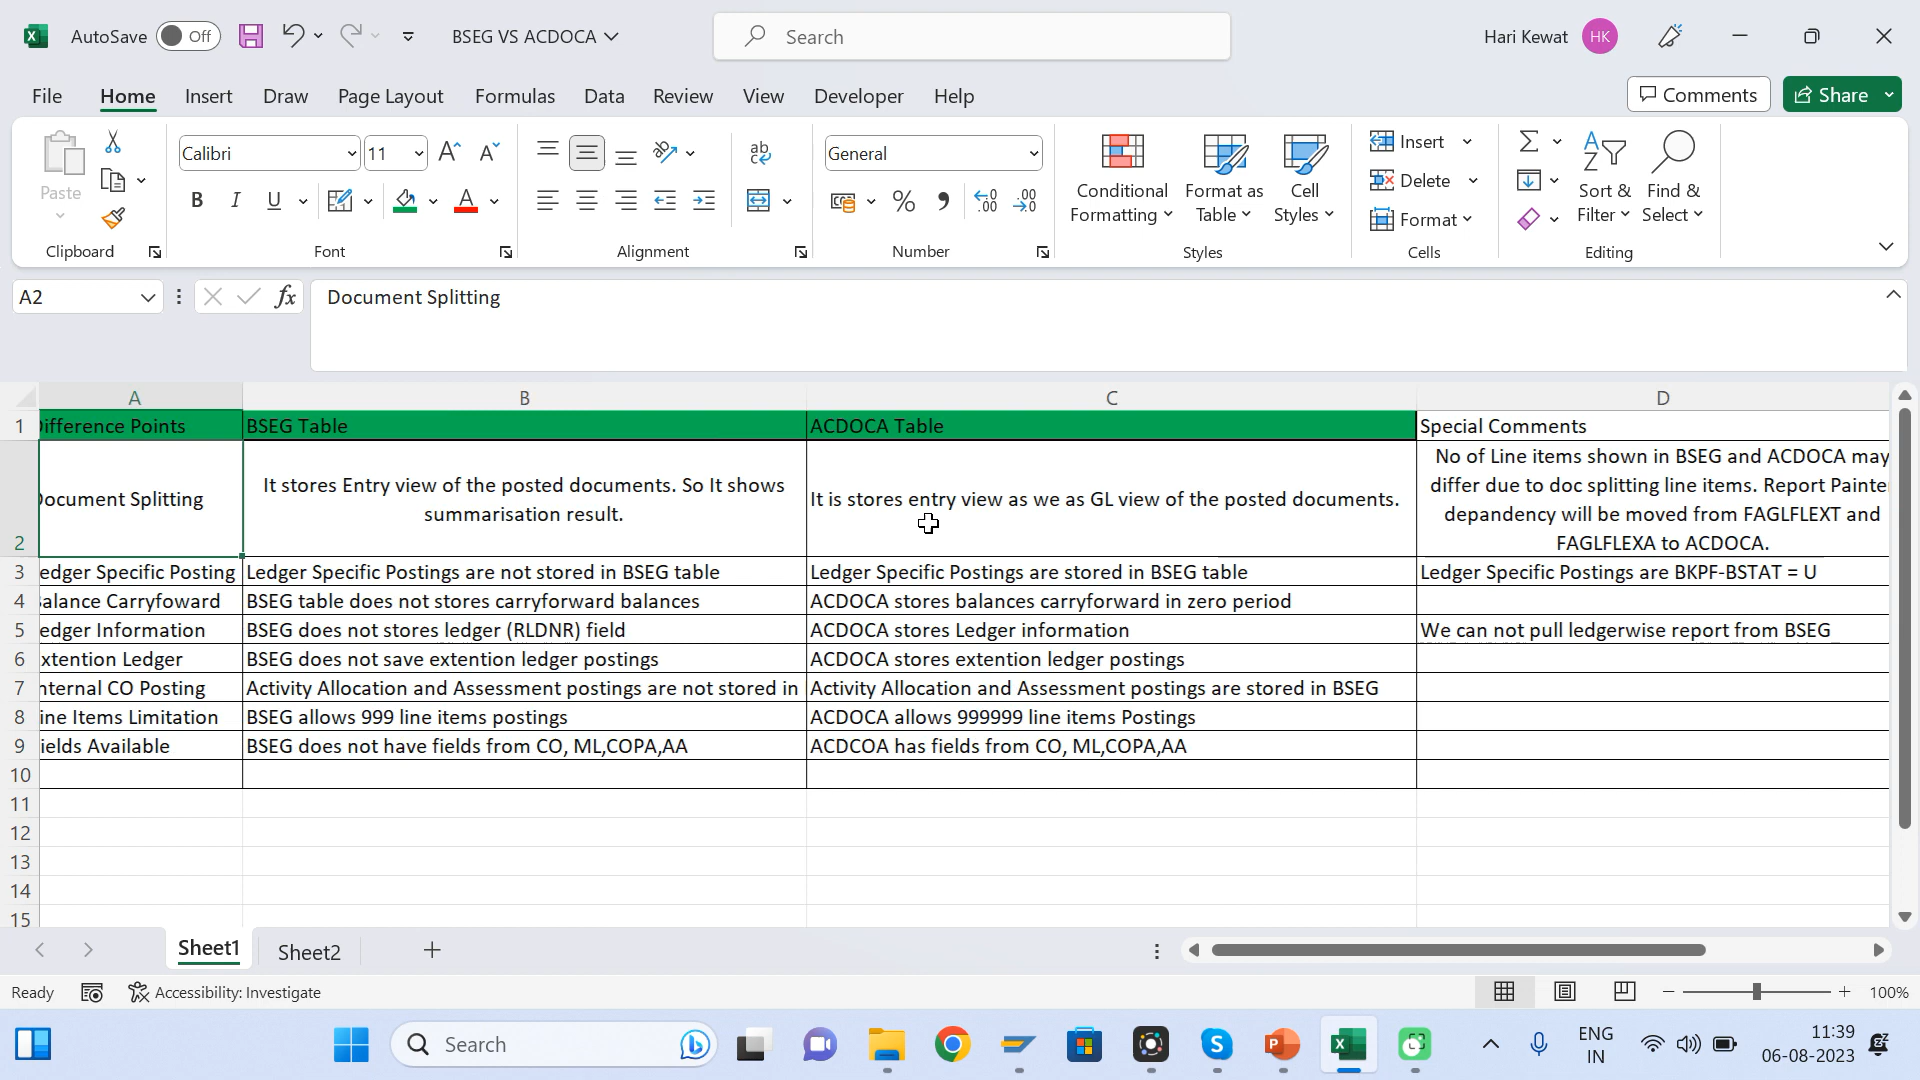 AutoSave Off BSEG VS ACDOCA Search Hari Kewat HK
File Home Insert Draw Page Layout Formulas Data Review View Developer Help Comments Share
Paste
Calibri 11
General
Conditional Formatting
Format as Table
Cell Styles
Insert
Delete
Format
Sort & Filter
Find & Select
Clipboard Font Alignment Number Styles Cells Editing
A2 fx Document Splitting
A B C D
1 ifference Points BSEG Table ACDOCA Table Special Comments
2 ocument Splitting
It stores Entry view of the posted documents. So It shows
summarisation result.
It is stores entry view as we as GL view of the posted documents.
No of Line items shown in BSEG and ACDOCA may
differ due to doc splitting line items. Report Painte
depandency will be moved from FAGLFLEXT and
FAGLFLEXA to ACDOCA.
3 edger Specific Posting Ledger Specific Postings are not stored in BSEG table Ledger Specific Postings are stored in BSEG table Ledger Specific Postings are BKPF-BSTAT = U
4 alance Carryfoward BSEG table does not stores carryforward balances ACDOCA stores balances carryforward in zero period
5 edger Information BSEG does not stores ledger (RLDNR) field ACDOCA stores Ledger information We can not pull ledgerwise report from BSEG
6 xtention Ledger BSEG does not save extention ledger postings ACDOCA stores extention ledger postings
7 nternal CO Posting Activity Allocation and Assessment postings are not stored in Activity Allocation and Assessment postings are stored in BSEG
8 ine Items Limitation BSEG allows 999 line items postings ACDOCA allows 999999 line items Postings
9 ields Available BSEG does not have fields from CO, ML,COPA,AA ACDCOA has fields from CO, ML,COPA,AA
10
11
12
13
14
15
Sheet1 Sheet2
Ready Accessibility: Investigate 100%
Search ENG IN 11:39 06-08-2023